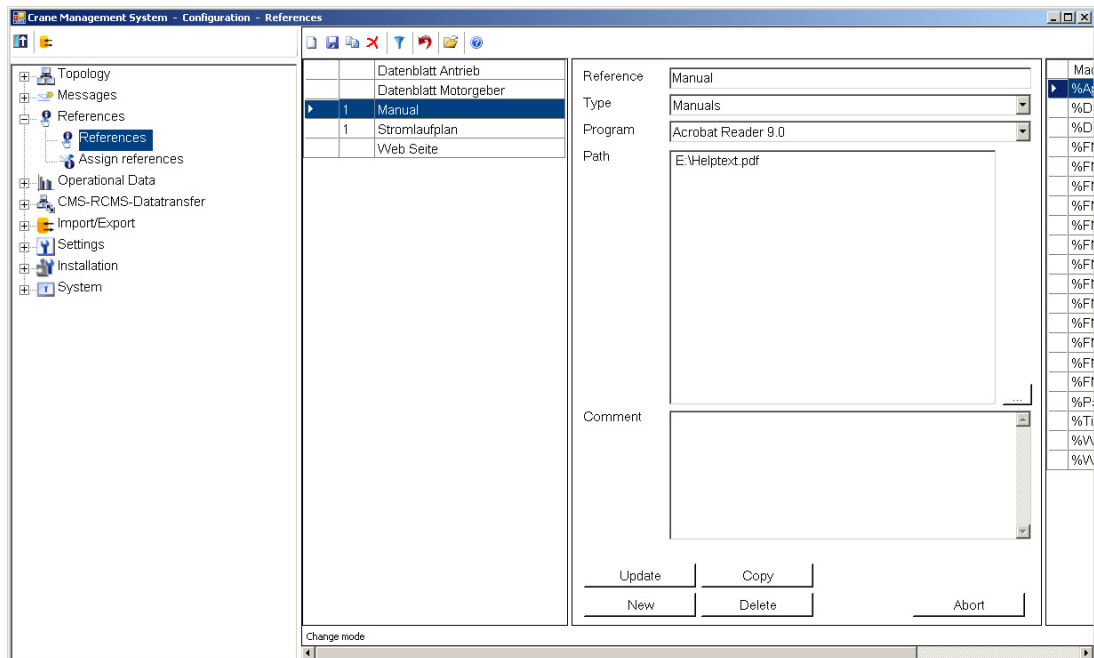 Crane Management System - Configuration - References
Topology
Messages
References
References
Assign references
Operational Data
CMS-RCMS-Datatransfer
Import/Export
Settings
Installation
System
Datenblatt Antrieb
Datenblatt Motorgeber
1 Manual
1 Stromlaufplan
Web Seite
Reference Manual
Type Manuals
Program Acrobat Reader 9.0
Path E:\Helptext.pdf
...
Comment
Update Copy
New Delete Abort
%D
%D
Change mode